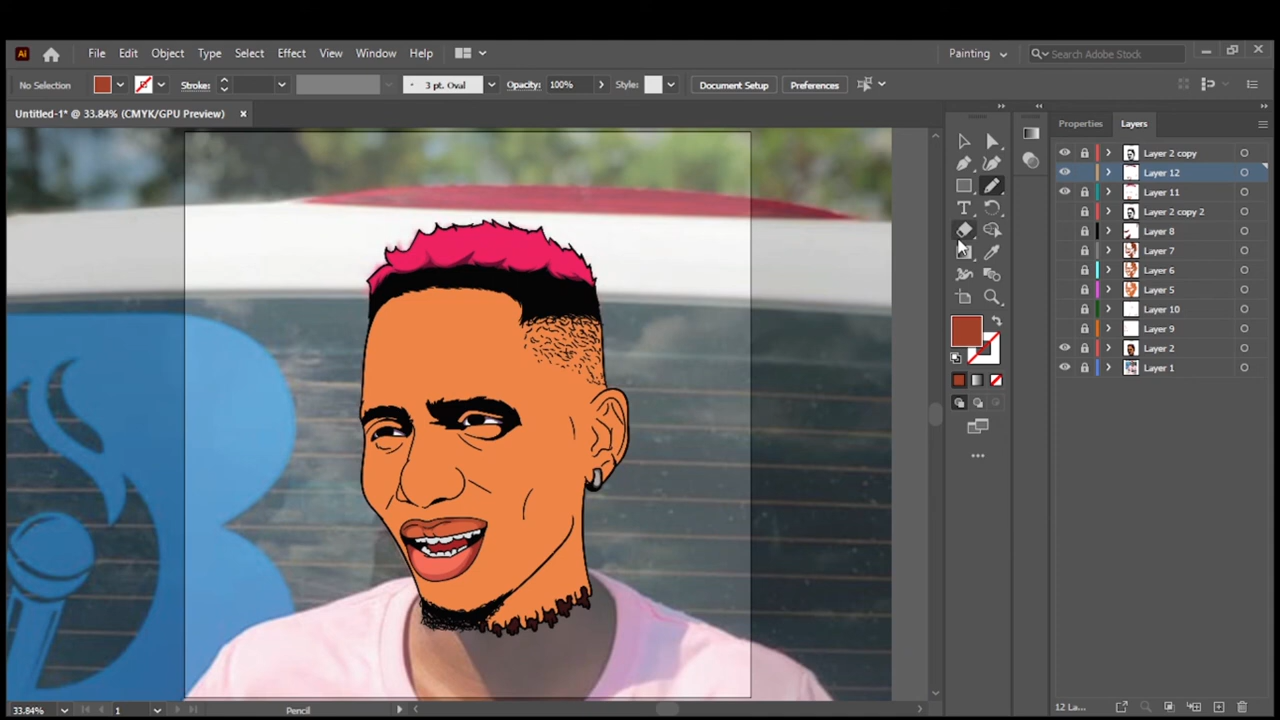 Ai File Edit Object Type Select Effect View Window Help Painting Search Adobe Stock
No Selection Stroke: 3 pt. Oval Opacity: 100% Style: Document Setup Preferences
Untitled-1* @ 33.84% (CMYK/GPU Preview) ×
Properties Layers
Layer 2 copy
Layer 12
Layer 11
Layer 2 copy 2
Layer 8
Layer 7
Layer 6
Layer 5
Layer 10
Layer 9
Layer 2
Layer 1
33.84% 1 Pencil 12 La...